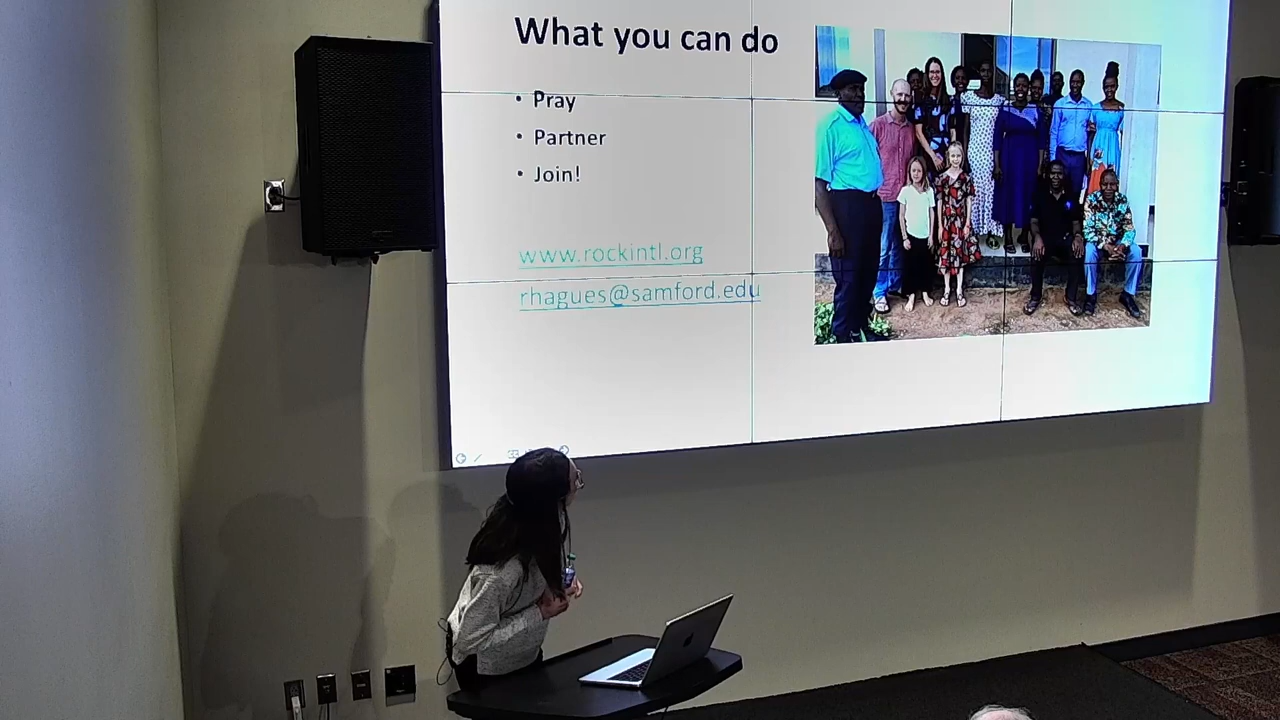 What you can do
• Pray
• Partner
• Join!
www.rockintl.org
rhagues@samford.edu